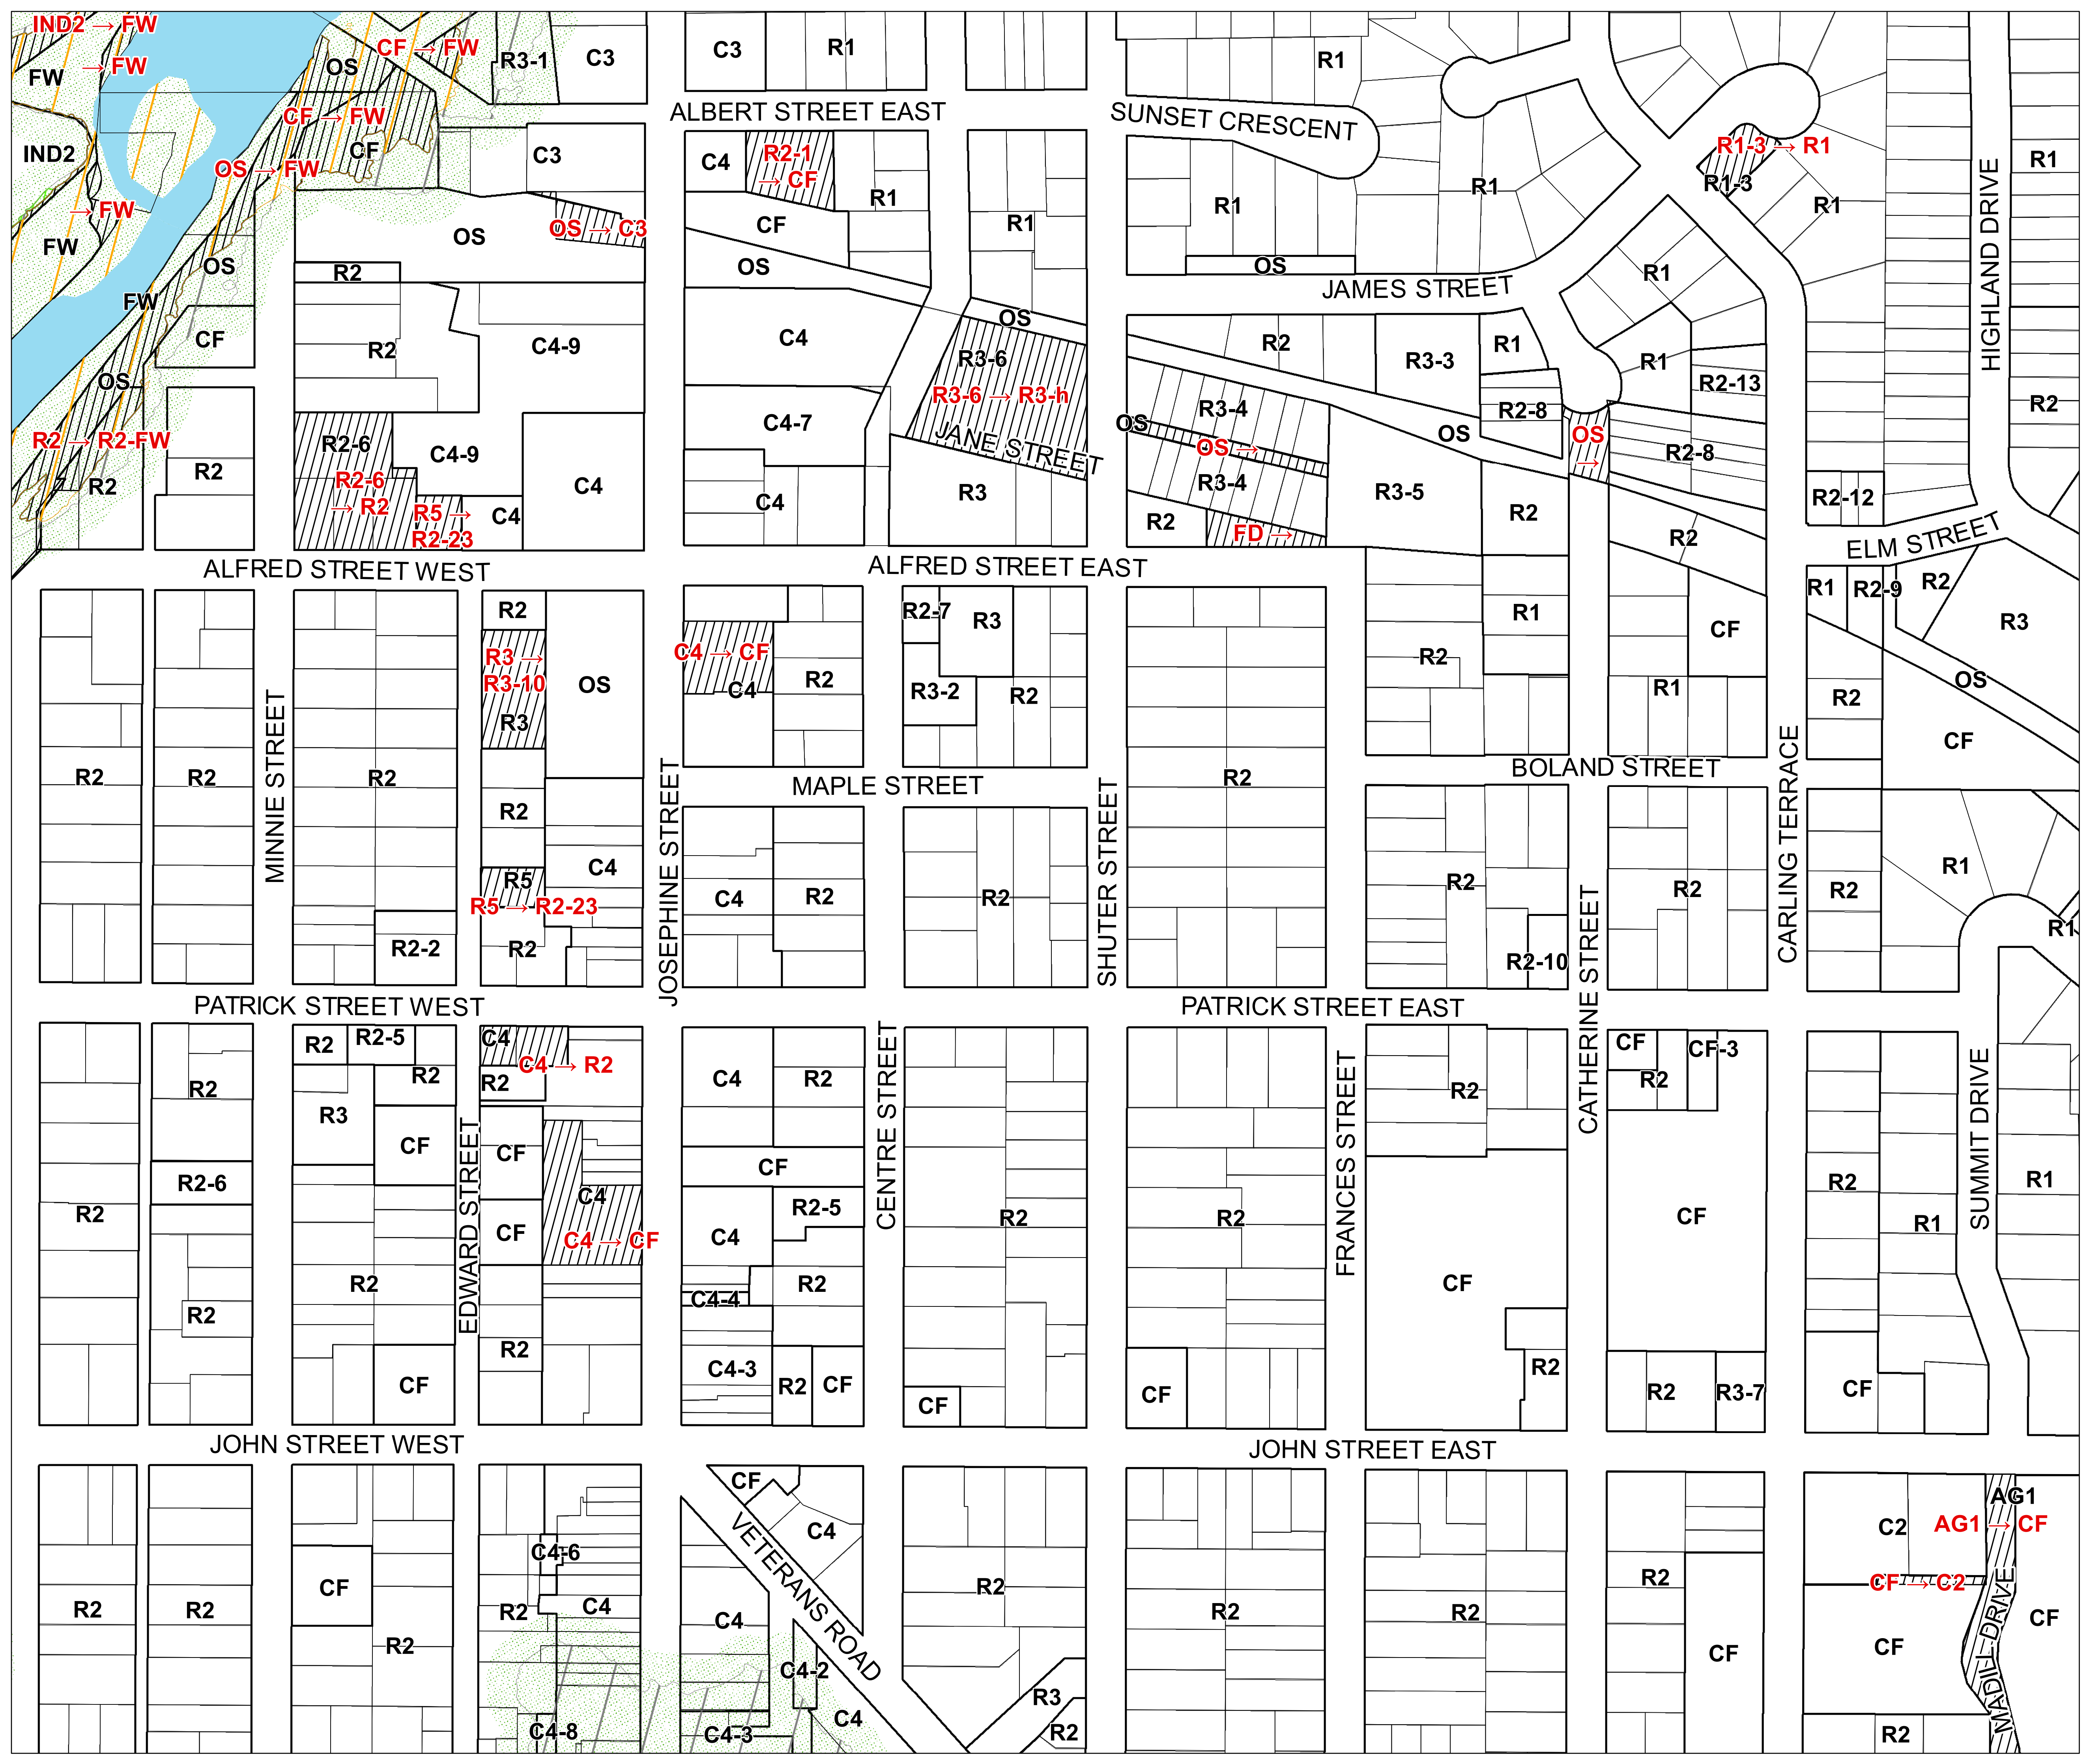 IND2 → FW
→ FW
FW
OS
CF → FW
R3-1
C3
C3
R1
R1
ALBERT STREET EAST
SUNSET CRESCENT
CF → FW
IND2
CF
C3
C4
R2-1
→ CF
R1
R1-3 → R1
R1-3
R1
HIGHLAND DRIVE
R1
OS → FW
→ FW
FW
OS
OS → C3
CF
R1
R1
R1
OS
R2
OS
OS
R1
JAMES STREET
FW
CF
R2
C4-9
C4
OS
R3-6
R3-6 → R3-h
JANE STREET
R2
R3-3
R1
R1
R2-13
R2
OS
R2 → R2-FW
R2
R2
R2-6
R2-6
→ R2
C4-9
R5 →
R2-23
C4
C4
C4-7
C4
R3
OS
R3-4
OS →
R3-4
R2
FD →
R3-5
OS
R2-8
OS
→
R2-8
R2
R2
R2-12
ELM STREET
ALFRED STREET WEST
ALFRED STREET EAST
R2
R3 →
R3-10
R3
OS
C4 → CF
C4
R2
R2-7
R3
R3-2
R2
R2
R1
CF
R1
R1
R2-9
R2
R3
R2
OS
CF
MINNIE STREET
JOSEPHINE STREET
MAPLE STREET
SHUTER STREET
BOLAND STREET
CARLING TERRACE
R2
R2
R2
R2
R2
C4
R5
R5 → R2-23
R2
R2-2
C4
R2
R2
R2
R2-10
CATHERINE STREET
R2
R2
R1
R1
PATRICK STREET WEST
PATRICK STREET EAST
R2
R2-5
R2
R2
R3
CF
C4
C4 → R2
R2
C4
R2
CENTRE STREET
FRANCES STREET
R2
CF
CF-3
R2
SUMMIT DRIVE
R2
R2-6
EDWARD STREET
CF
CF
C4
C4 → CF
CF
R2-5
C4
R2
R2
CF
R2
R1
R1
R2
R2
C4-4
R2
CF
CF
R2
C4-3
R2
CF
CF
CF
R2
R2
R3-7
CF
JOHN STREET WEST
JOHN STREET EAST
CF
C4
VETERANS ROAD
C4-6
C4
R2
CF
R2
R2
R2
C4
C4-2
C4
C4-8
C4-3
R2
R3
R2
R2
R2
R2
CF
C2
AG1
AG1 → CF
CF → C2
MADILL DRIVE
CF
CF
R2